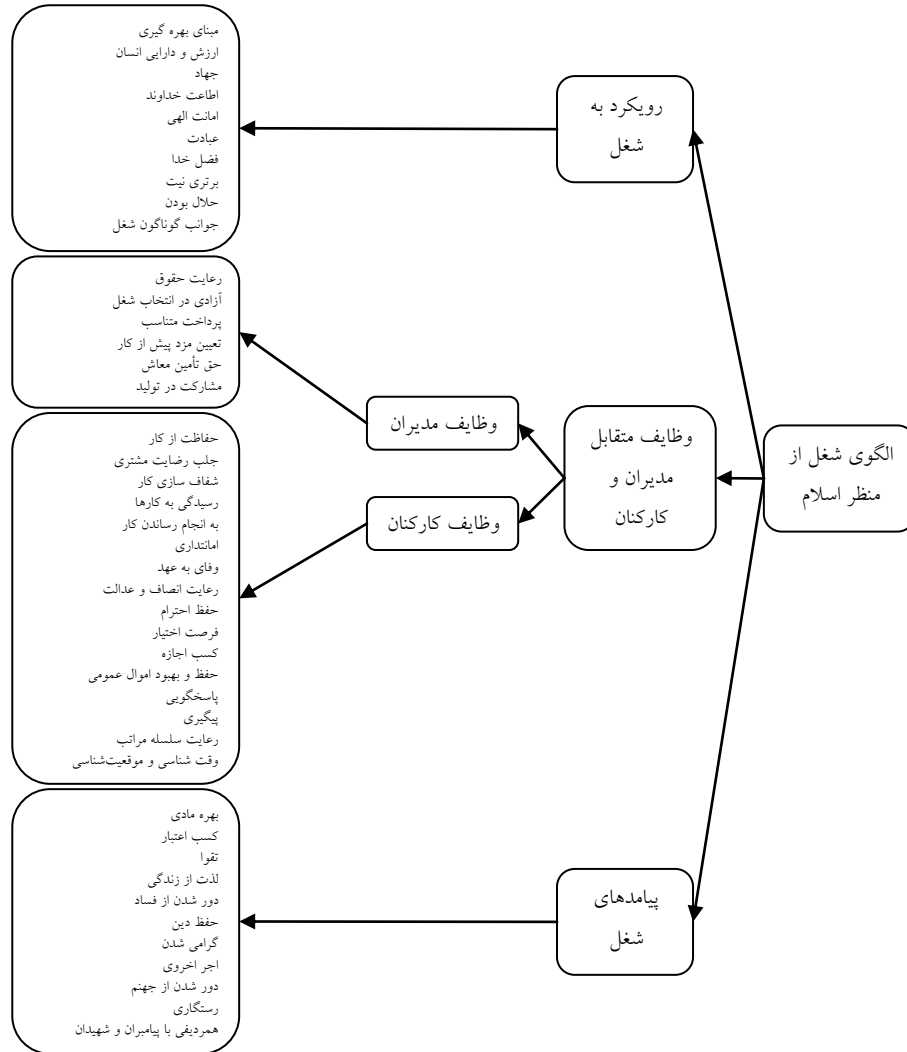 الگوی شغل از
منظر اسلام
رویکرد به
شغل
مبنای بهره گیری
ارزش و دارایی انسان
جهاد
اطاعت خداوند
امانت الهی
عبادت
فضل خدا
برتری نیت
حلال بودن
جوانب گوناگون شغل
وظایف متقابل
مدیران و
کارکنان
وظایف مدیران
رعایت حقوق
آزادی در انتخاب شغل
پرداخت متناسب
تعیین مزد پیش از کار
حق تأمین معاش
مشارکت در تولید
وظایف کارکنان
حفاظت از کار
جلب رضایت مشتری
شفاف سازی کار
رسیدگی به کارها
به انجام رساندن کار
امانتداری
وفای به عهد
رعایت انصاف و عدالت
حفظ احترام
فرصت اختیار
کسب اجازه
حفظ و بهبود اموال عمومی
پاسخگویی
پیگیری
رعایت سلسله مراتب
وقت شناسی و موقعیت‌شناسی
پیامدهای
شغل
بهره مادی
کسب اعتبار
تقوا
لذت از زندگی
دور شدن از فساد
حفظ دین
گرامی شدن
اجر اخروی
دور شدن از جهنم
رستگاری
همردیفی با پیامبران و شهیدان